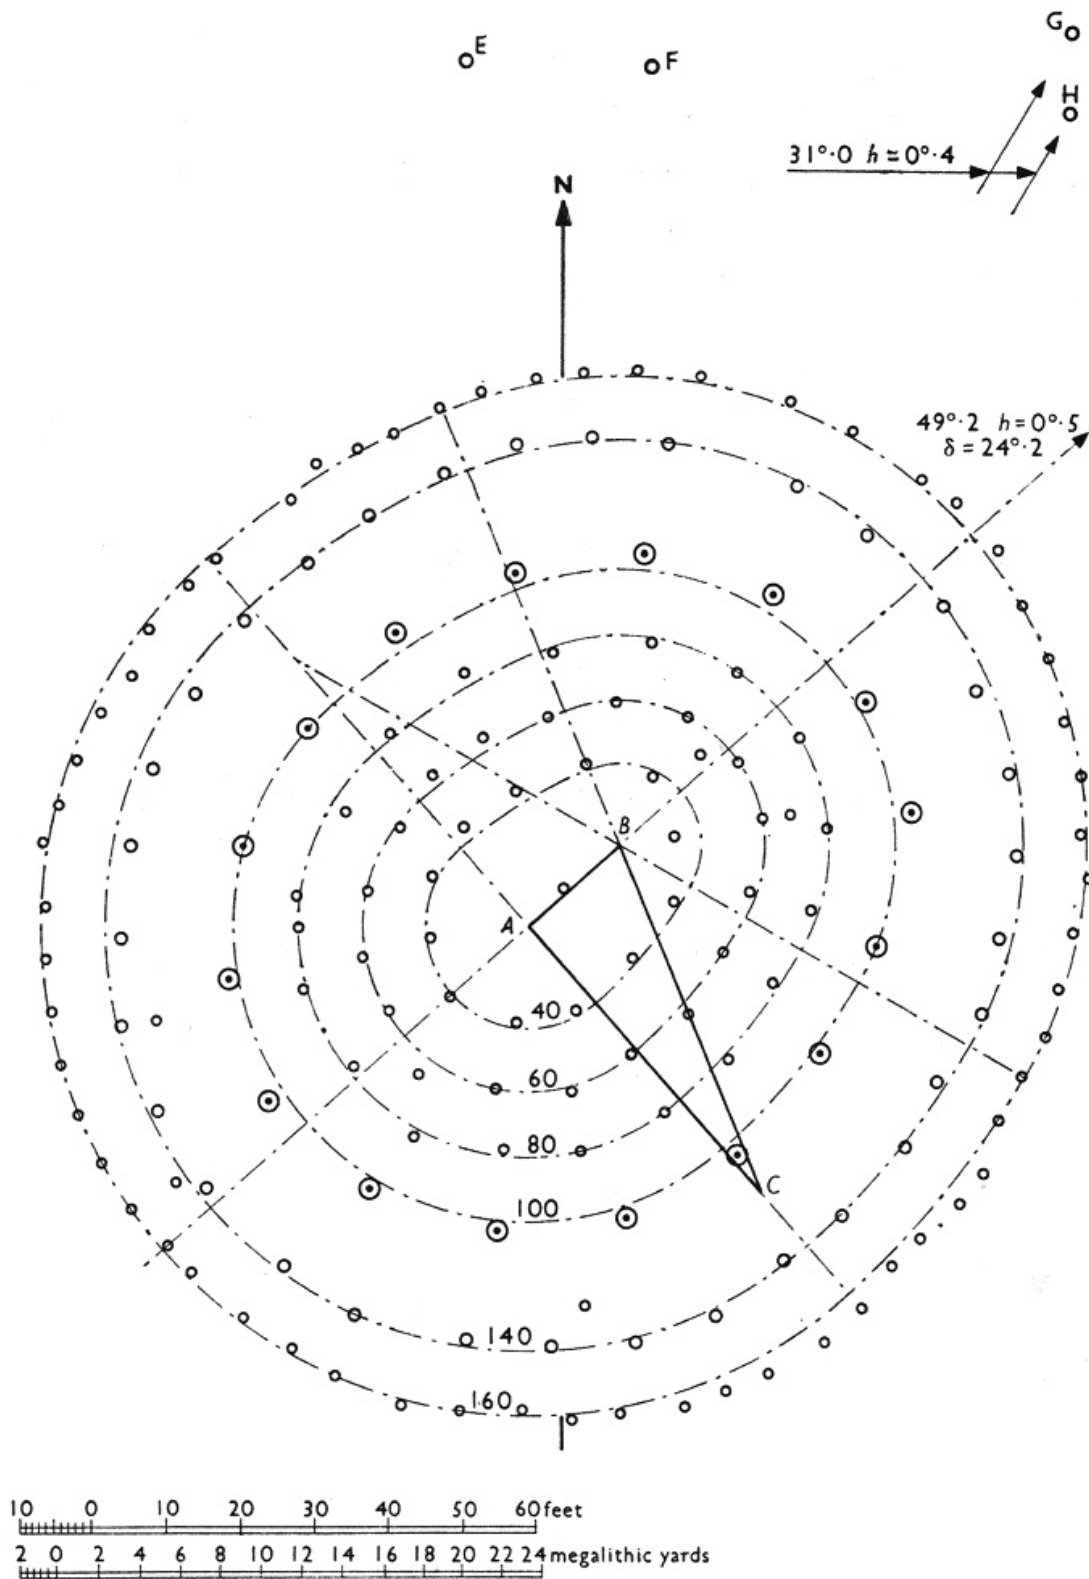 E
F
G
H
31°·0 h=0°·4
N
49°·2 h=0°·5
δ=24°·2
B
A
40
60
80
C
100
140
160
10 0 10 20 30 40 50 60 feet
2 0 2 4 6 8 10 12 14 16 18 20 22 24 megalithic yards